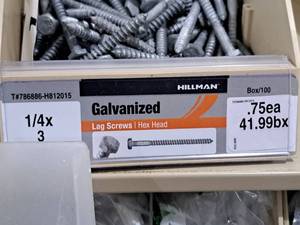 T#786886-H812015
HILLMAN
Box/100
1/4x
3
Galvanized
Lag Screws | Hex Head
.75ea
41.99bx